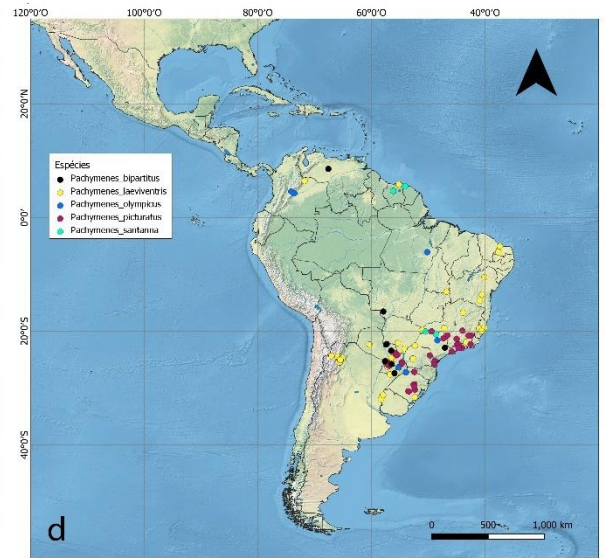 120°0'O 100°0'O 80°0'O 60°0'O 40°0'O
20°0'N
Espécies
Pachymenes_bipartitus
Pachymenes_laeviventris
Pachymenes_olympicus
Pachymenes_picturatus
Pachymenes_santanna
0°0'
20°0'S
40°0'S
d
0 500 1,000 km